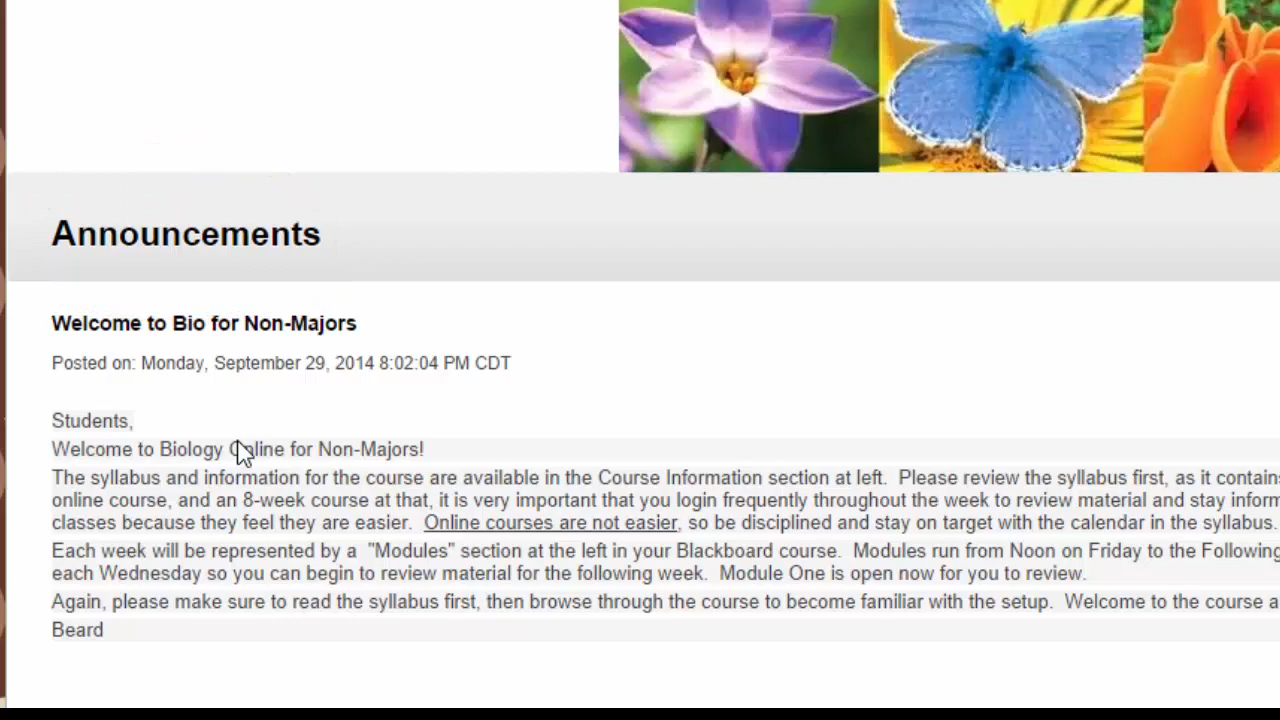 Announcements
Welcome to Bio for Non-Majors
Posted on: Monday, September 29, 2014 8:02:04 PM CDT
Students,
Welcome to Biology Online for Non-Majors!
The syllabus and information for the course are available in the Course Information section at left. Please review the syllabus first, as it contains
online course, and an 8-week course at that, it is very important that you login frequently throughout the week to review material and stay inform
classes because they feel they are easier. Online courses are not easier, so be disciplined and stay on target with the calendar in the syllabus.
Each week will be represented by a "Modules" section at the left in your Blackboard course. Modules run from Noon on Friday to the Following
each Wednesday so you can begin to review material for the following week. Module One is open now for you to review.
Again, please make sure to read the syllabus first, then browse through the course to become familiar with the setup. Welcome to the course a
Beard